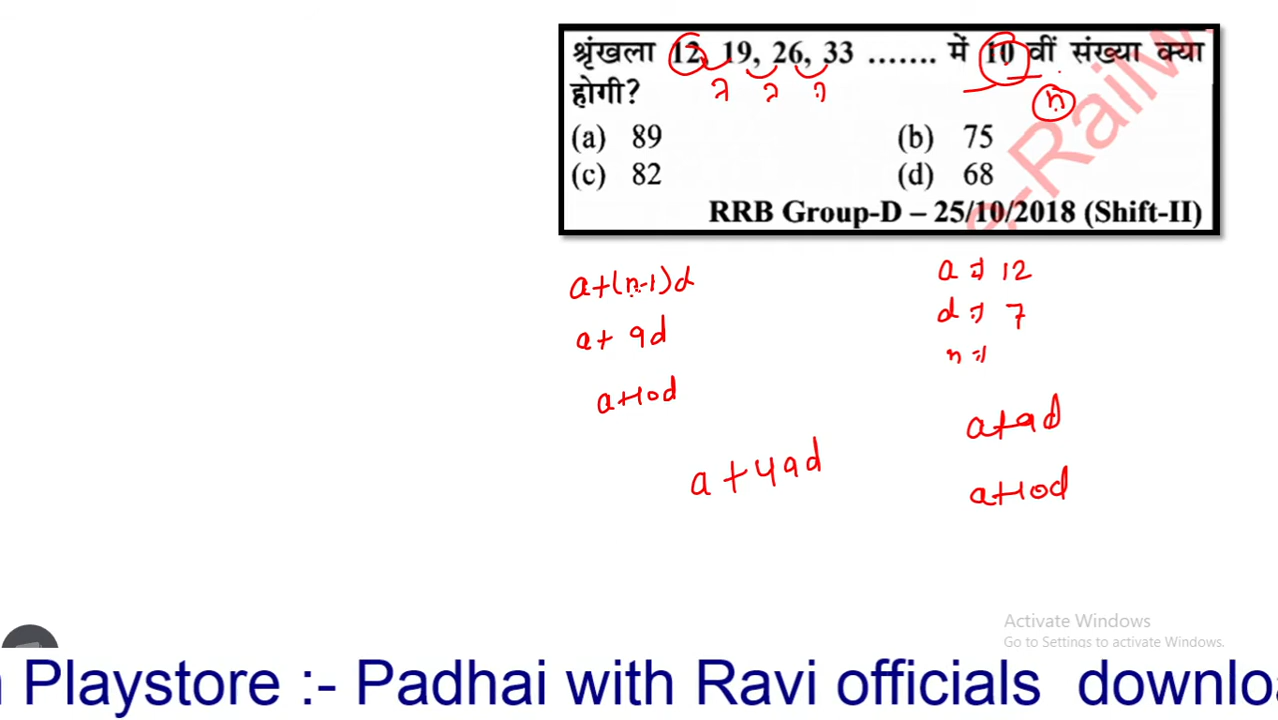 श्रृंखला 12, 19, 26, 33 ....... में 10 वीं संख्या क्या
होगी?
7 7 7
n
(a) 89 (b) 75
(c) 82 (d) 68
RRB Group-D – 25/10/2018 (Shift-II)
e-Railw
a+(n-1)d
a+ 9d
a+10d
a + 49d
a = 12
d = 7
n =
a+9d
a+10d
Activate Windows
Go to Settings to activate Windows.
n Playstore :- Padhai with Ravi officials downlo